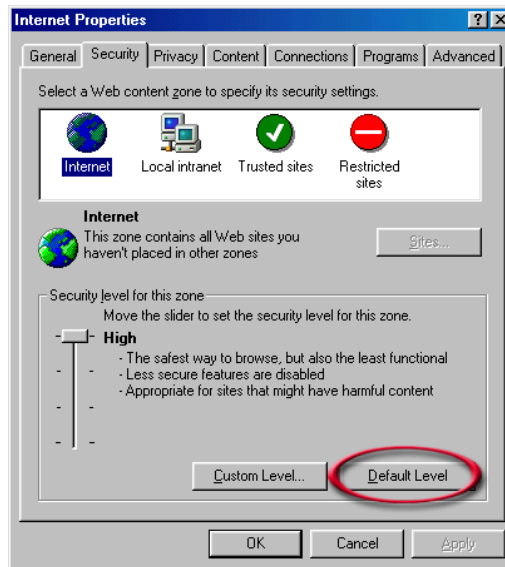 Internet Properties
General Security Privacy Content Connections Programs Advanced
Select a Web content zone to specify its security settings.
Internet Local intranet Trusted sites Restricted
sites
Internet
This zone contains all Web sites you
haven't placed in other
zones
Sites...
Security level for this zone
Move the slider to set the security level for this zone.
High
- The safest way to browse, but also the least functional
- Less secure features are disabled
- Appropriate for sites that might have harmful content
Custom Level... Default Level
OK Cancel Apply